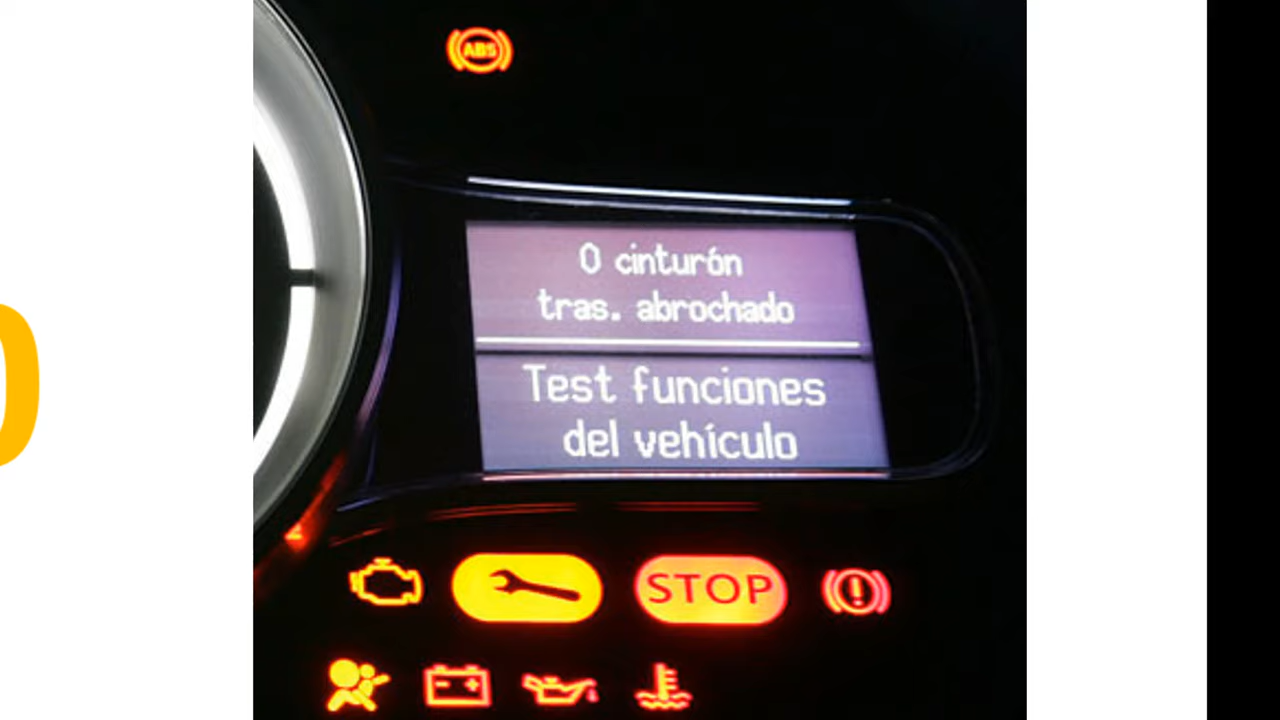 ABS
0 cinturón
tras. abrochado
Test funciones
del vehículo
STOP